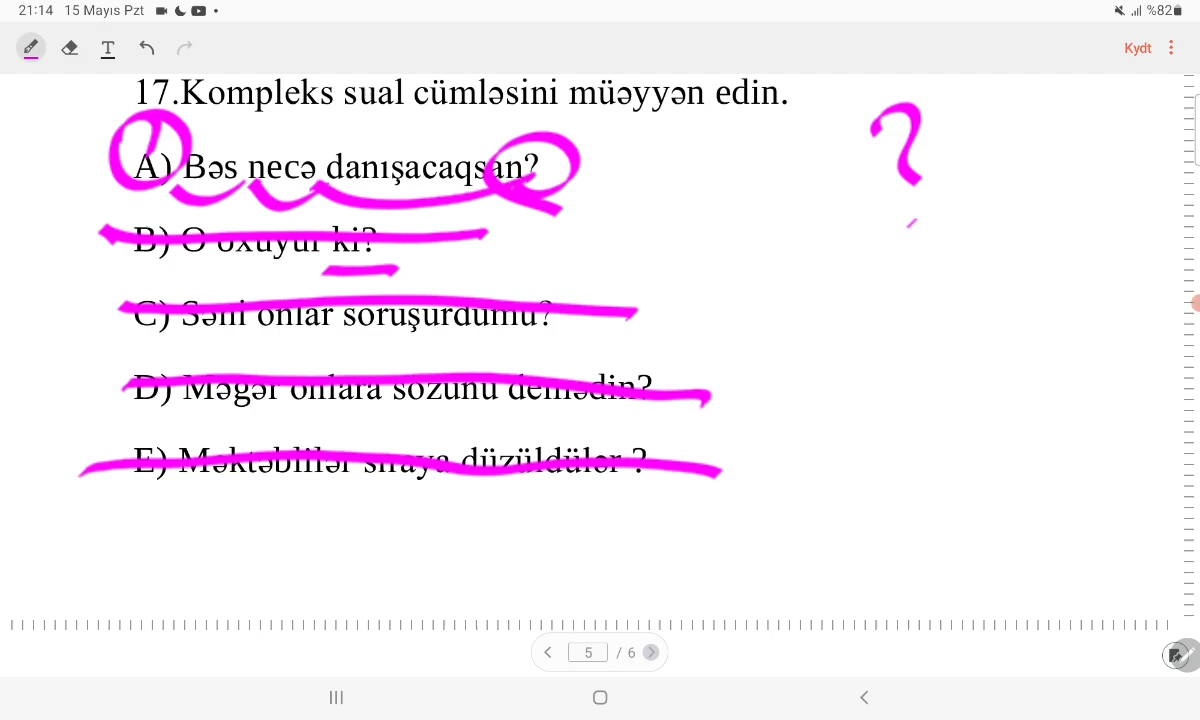 21:14 15 Mayıs Pzt
%82
T
Kydt
17.Kompleks sual cümləsini müəyyən edin.
A) Bəs necə danışacaqsan?
B) O oxuyur ki?
C) Səni onlar soruşurdumu?
D) Məgər onlara sözünü demədin?
E) Məktəblilər sıraya düzüldülər ?
?
5 / 6